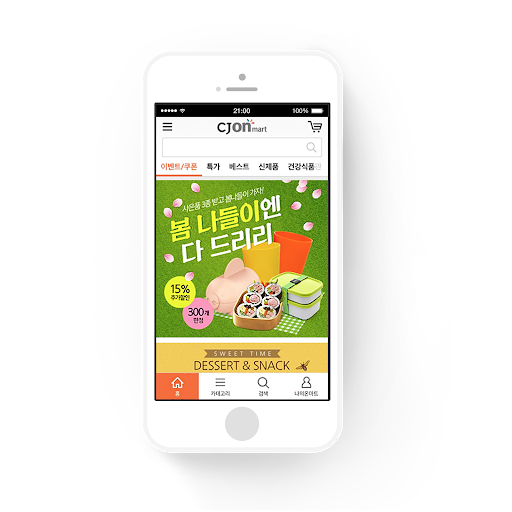 21:00
100%
CJon mart
이벤트/쿠폰 특가 베스트 신제품 건강식품
사은품 3종 받고 봄나들이 가자!
봄 나들이엔
다 드리리
15%
추가할인
300개
한정
SWEET TIME
DESSERT & SNACK
홈 카테고리 검색 나의온마트